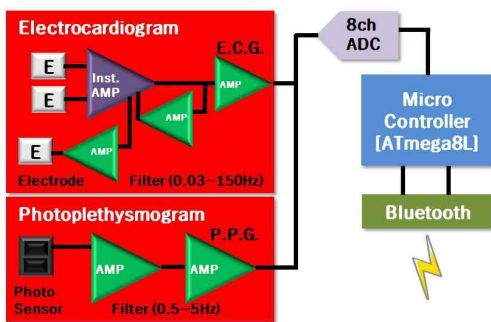 Electrocardiogram
E.C.G.
E
E
E
Inst.
AMP
AMP
AMP
AMP
Electrode
Filter (0.03~150Hz)
Photoplethysmogram
P.P.G.
AMP
AMP
Photo
Sensor
Filter (0.5~5Hz)
8ch
ADC
Micro
Controller
[ATmega8L]
Bluetooth